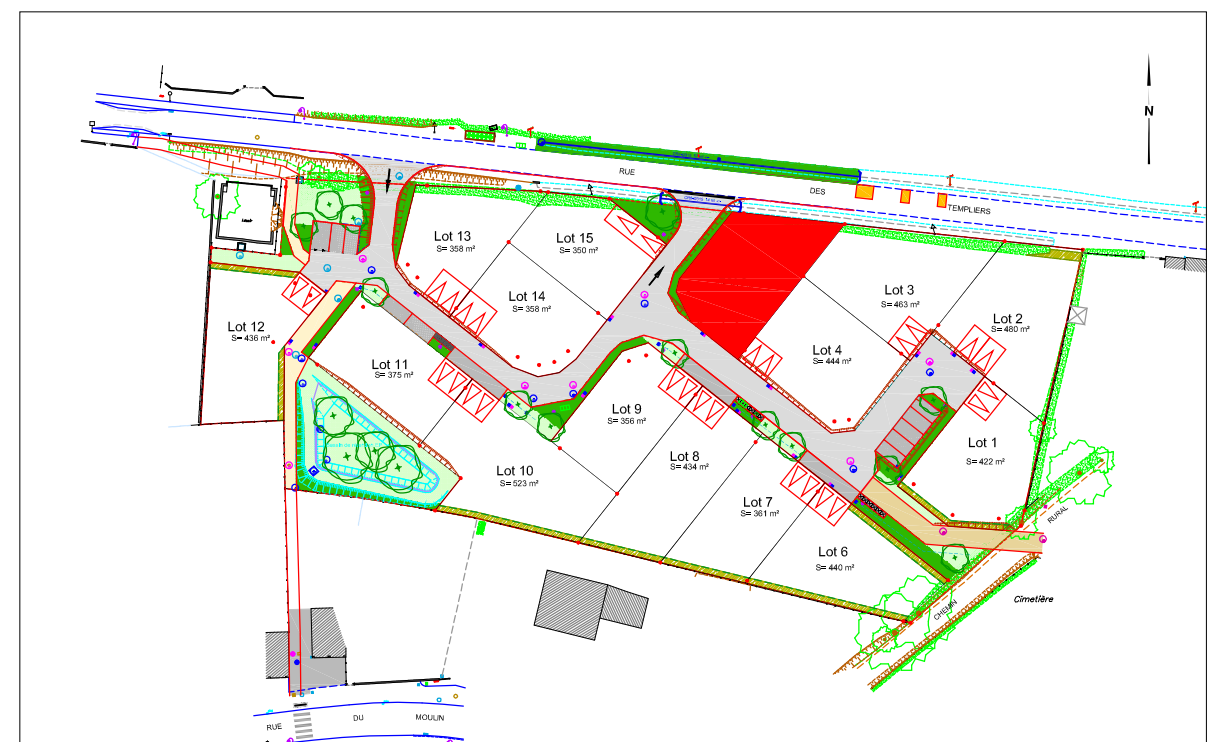 N
RUE
DES
TEMPLIERS
Lot 13
S= 358 m²
Lot 15
S= 350 m²
Lot 14
S= 358 m²
Lot 3
S= 463 m²
Lot 2
S= 480 m²
Lot 12
S= 436 m²
Lot 11
S= 375 m²
Lot 4
S= 444 m²
Lot 9
S= 356 m²
Lot 1
S= 422 m²
Lot 10
S= 523 m²
Lot 8
S= 434 m²
Lot 7
S= 361 m²
Lot 6
S= 440 m²
RURAL
CHEMIN
Cimetière
RUE
DU
MOULIN